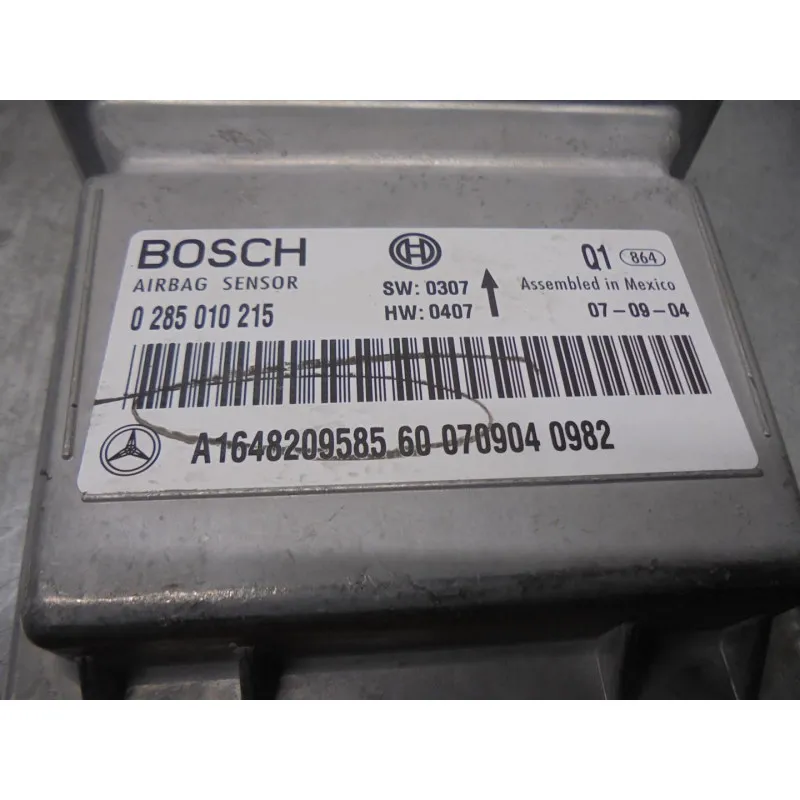 BOSCH
AIRBAG SENSOR
0 285 010 215
SW: 0307
HW: 0407
Q1 864
Assembled in Mexico
07-09-04
A1648209585 60 070904 0982